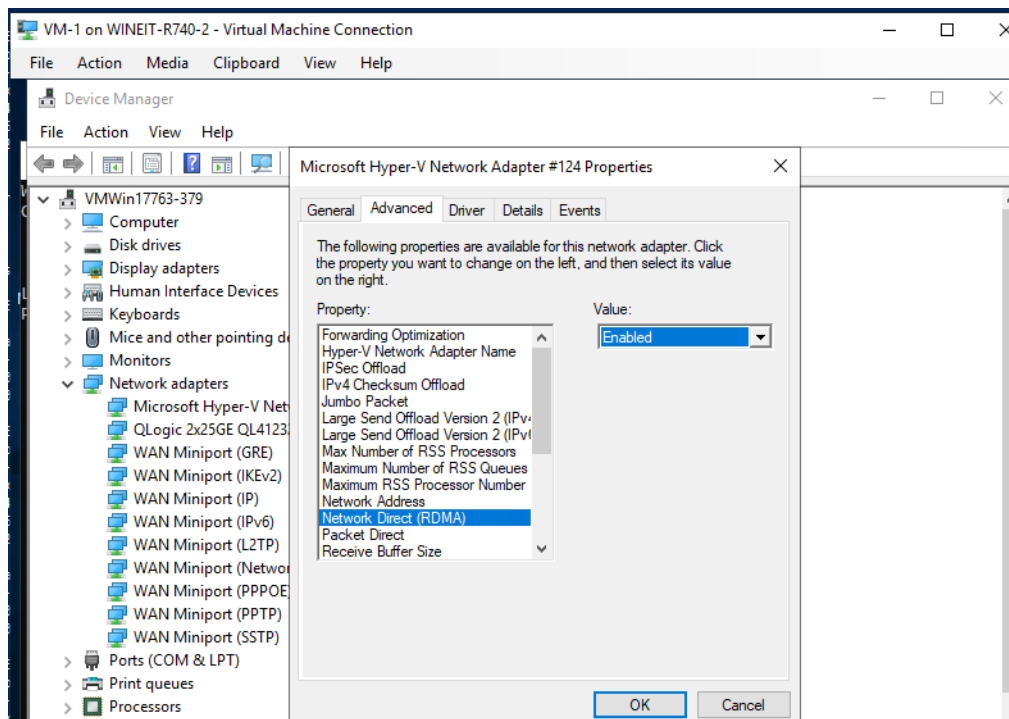 VM-1 on WINEIT-R740-2 - Virtual Machine Connection
File Action Media Clipboard View Help
Device Manager
File Action View Help
VMWin17763-379
Computer
Disk drives
Display adapters
Human Interface Devices
Keyboards
Mice and other pointing de
Monitors
Network adapters
Microsoft Hyper-V Net
QLogic 2x25GE QL4123
WAN Miniport (GRE)
WAN Miniport (IKEv2)
WAN Miniport (IP)
WAN Miniport (IPv6)
WAN Miniport (L2TP)
WAN Miniport (Networ
WAN Miniport (PPPOE
WAN Miniport (PPTP)
WAN Miniport (SSTP)
Ports (COM & LPT)
Print queues
Processors
Microsoft Hyper-V Network Adapter #124 Properties
General Advanced Driver Details Events
The following properties are available for this network adapter. Click
the property you want to change on the left, and then select its value
on the right.
Property:
Forwarding Optimization
Hyper-V Network Adapter Name
IPSec Offload
IPv4 Checksum Offload
Jumbo Packet
Large Send Offload Version 2 (IPv4
Large Send Offload Version 2 (IPv6
Max Number of RSS Processors
Maximum Number of RSS Queues
Maximum RSS Processor Number
Network Address
Network Direct (RDMA)
Packet Direct
Receive Buffer Size
Value:
Enabled
OK Cancel